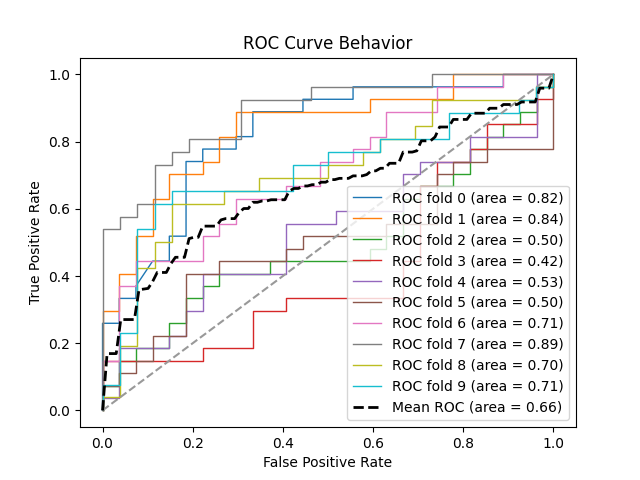 ROC Curve Behavior
True Positive Rate
1.0
0.8
0.6
0.4
0.2
0.0
ROC fold 0 (area = 0.82)
ROC fold 1 (area = 0.84)
ROC fold 2 (area = 0.50)
ROC fold 3 (area = 0.42)
ROC fold 4 (area = 0.53)
ROC fold 5 (area = 0.50)
ROC fold 6 (area = 0.71)
ROC fold 7 (area = 0.89)
ROC fold 8 (area = 0.70)
ROC fold 9 (area = 0.71)
Mean ROC (area = 0.66)
0.0 0.2 0.4 0.6 0.8 1.0
False Positive Rate